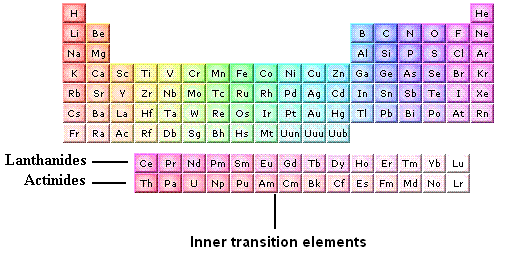 H He
Li Be B C N O F Ne
Na Mg Al Si P S Cl Ar
K Ca Sc Ti V Cr Mn Fe Co Ni Cu Zn Ga Ge As Se Br Kr
Rb Sr Y Zr Nb Mo Tc Ru Rh Pd Ag Cd In Sn Sb Te I Xe
Cs Ba La Hf Ta W Re Os Ir Pt Au Hg Tl Pb Bi Po At Rn
Fr Ra Ac Rf Db Sg Bh Hs Mt Uun Uuu Uub
Lanthanides Ce Pr Nd Pm Sm Eu Gd Tb Dy Ho Er Tm Yb Lu
Actinides Th Pa U Np Pu Am Cm Bk Cf Es Fm Md No Lr
Inner transition elements